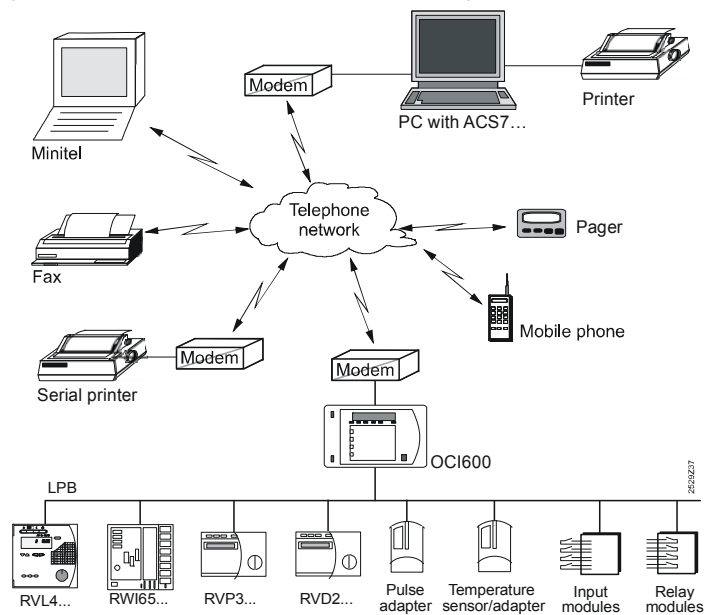 Modem
Printer
PC with ACS7…
Minitel
Telephone
network
Pager
Fax
Mobile phone
Modem
Modem
Serial printer
OCI600
2529Z37
LPB
RVL4...
RWI65...
RVP3...
RVD2...
Pulse
adapter
Temperature
sensor/adapter
Input
modules
Relay
modules